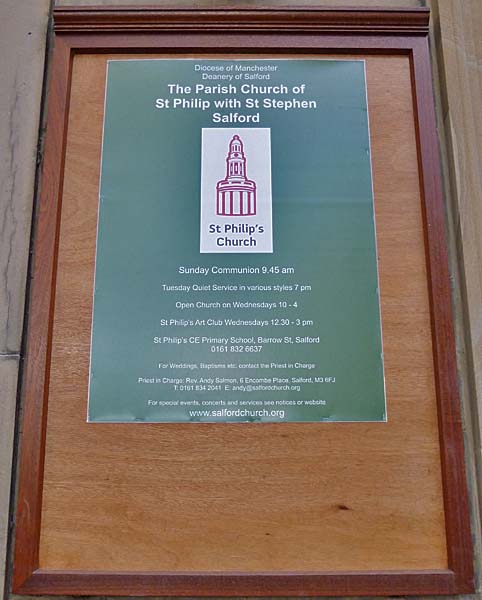 Diocese of Manchester
Deanery of Salford
The Parish Church of
St Philip with St Stephen
Salford
St Philip's
Church
Sunday Communion 9.45 am
Tuesday Quiet Service in various styles 7 pm
Open Church on Wednesdays 10 - 4
St Philip's Art Club Wednesdays 12.30 - 3 pm
St Philip's CE Primary School, Barrow St, Salford
0161 832 6637
For Weddings, Baptisms etc. contact the Priest in Charge
Priest in Charge: Rev. Andy Salmon, 6 Encombe Place, Salford, M3 6FJ
T: 0161 834 2041 E: andy@salfordchurch.org
For special events, concerts and services see notices or website
www.salfordchurch.org